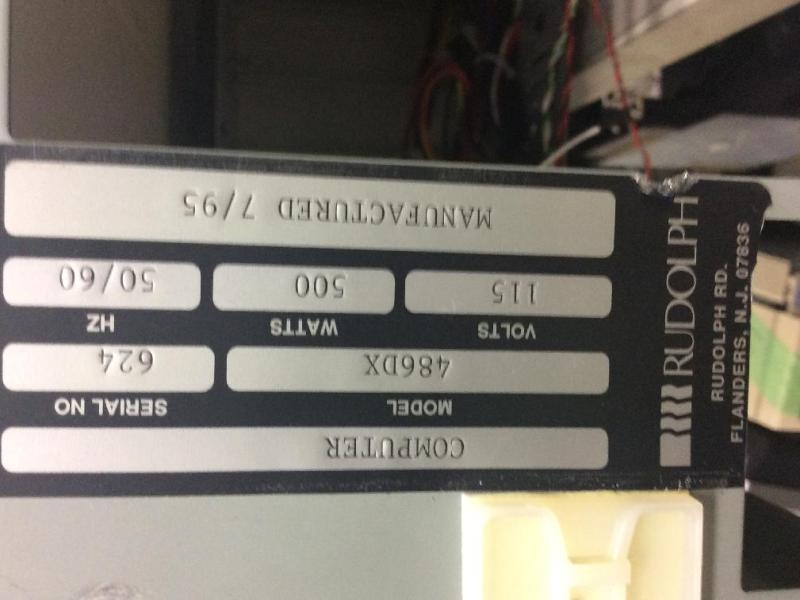 RUDOLPH
RUDOLPH RD.
FLANDERS, N.J. 07836
COMPUTER
MODEL SERIAL NO
486DX 624
VOLTS WATTS HZ
115 500 50/60
MANUFACTURED 7/95